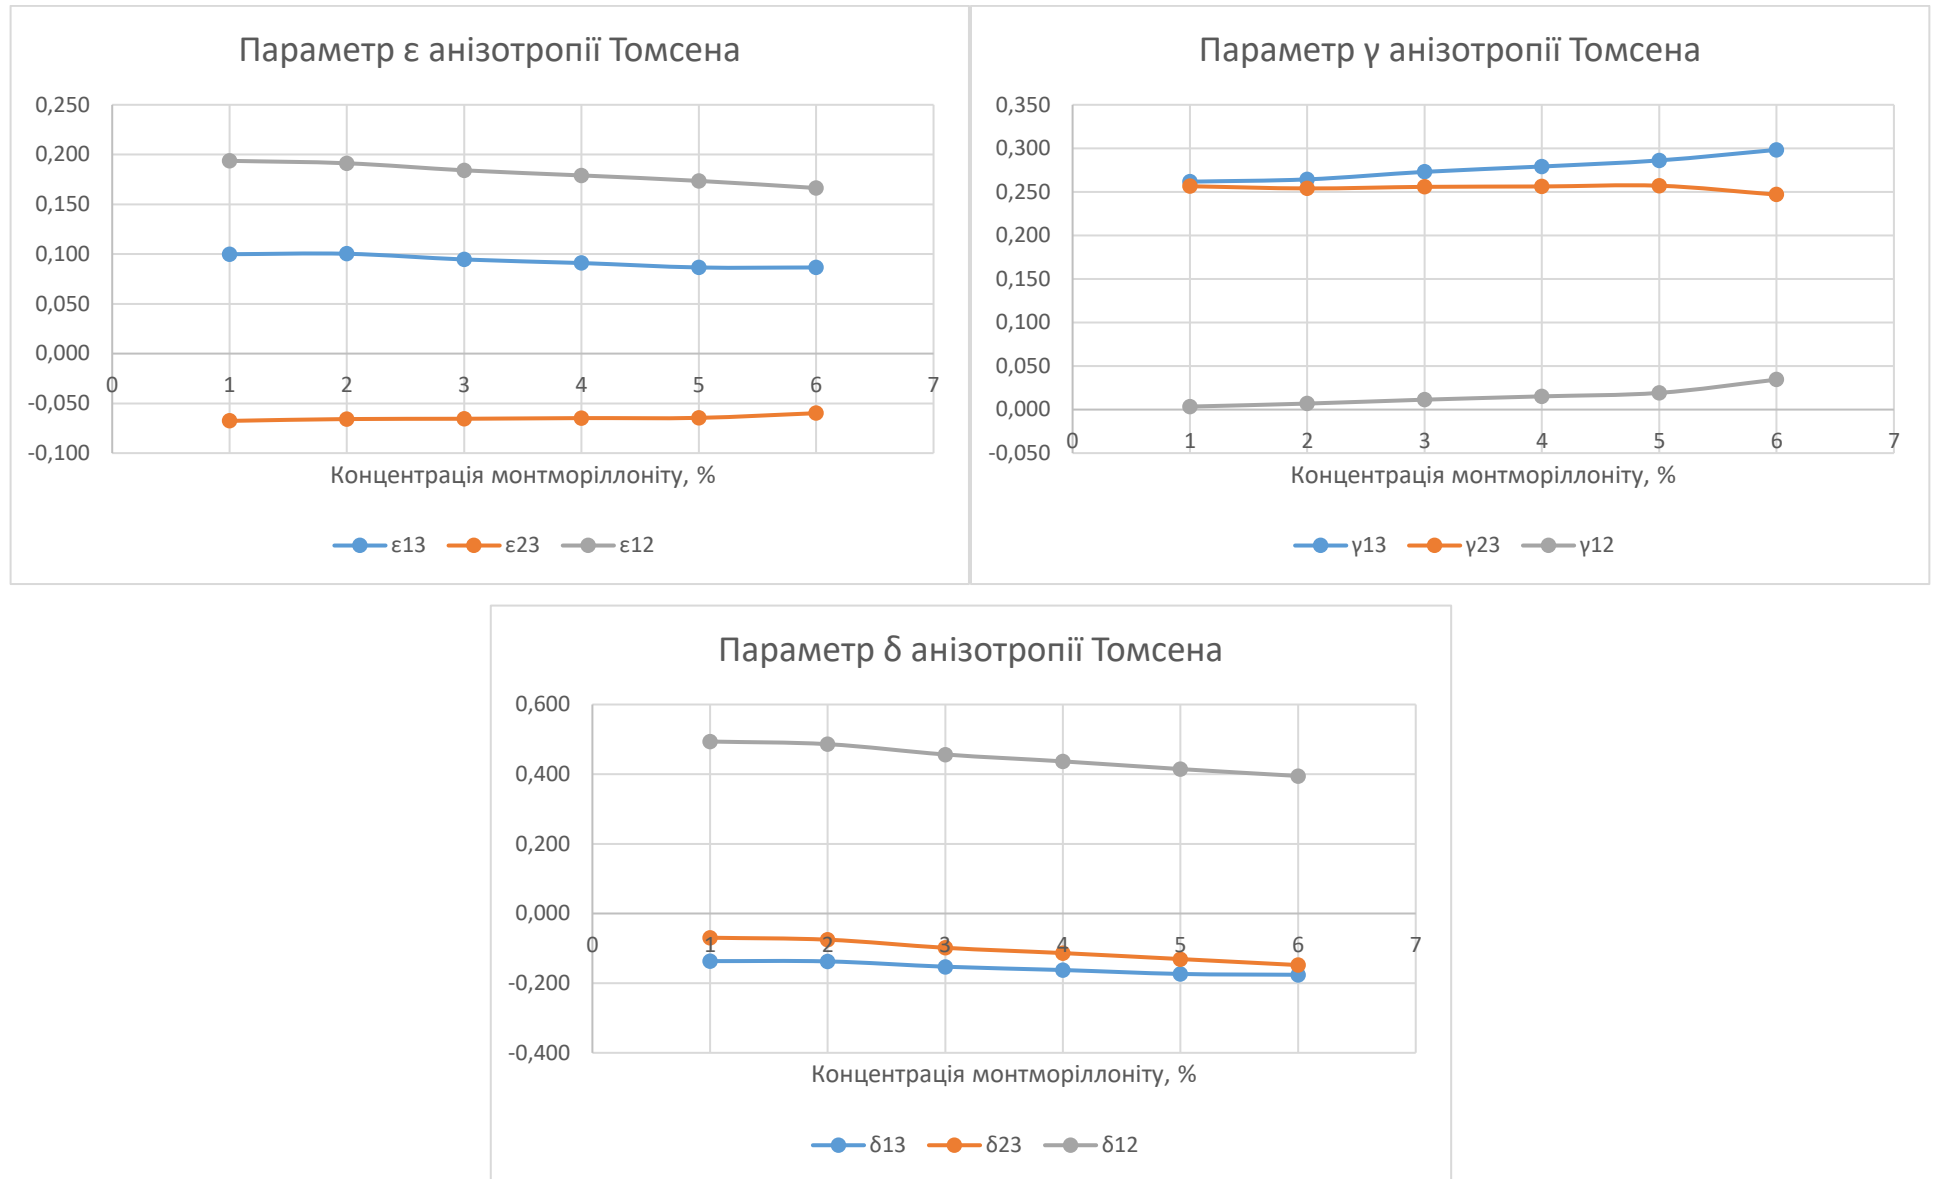 Параметр ε анізотропії Томсена
0,250
0,200
0,150
0,100
0,050
0,000
-0,050
-0,100
0 1 2 3 4 5 6 7
Концентрація монтморіллоніту, %
ε13 ε23 ε12
Параметр γ анізотропії Томсена
0,350
0,300
0,250
0,200
0,150
0,100
0,050
0,000
-0,050
0 1 2 3 4 5 6 7
Концентрація монтморіллоніту, %
γ13 γ23 γ12
Параметр δ анізотропії Томсена
0,600
0,400
0,200
0,000
-0,200
-0,400
0 1 2 3 4 5 6 7
Концентрація монтморіллоніту, %
δ13 δ23 δ12